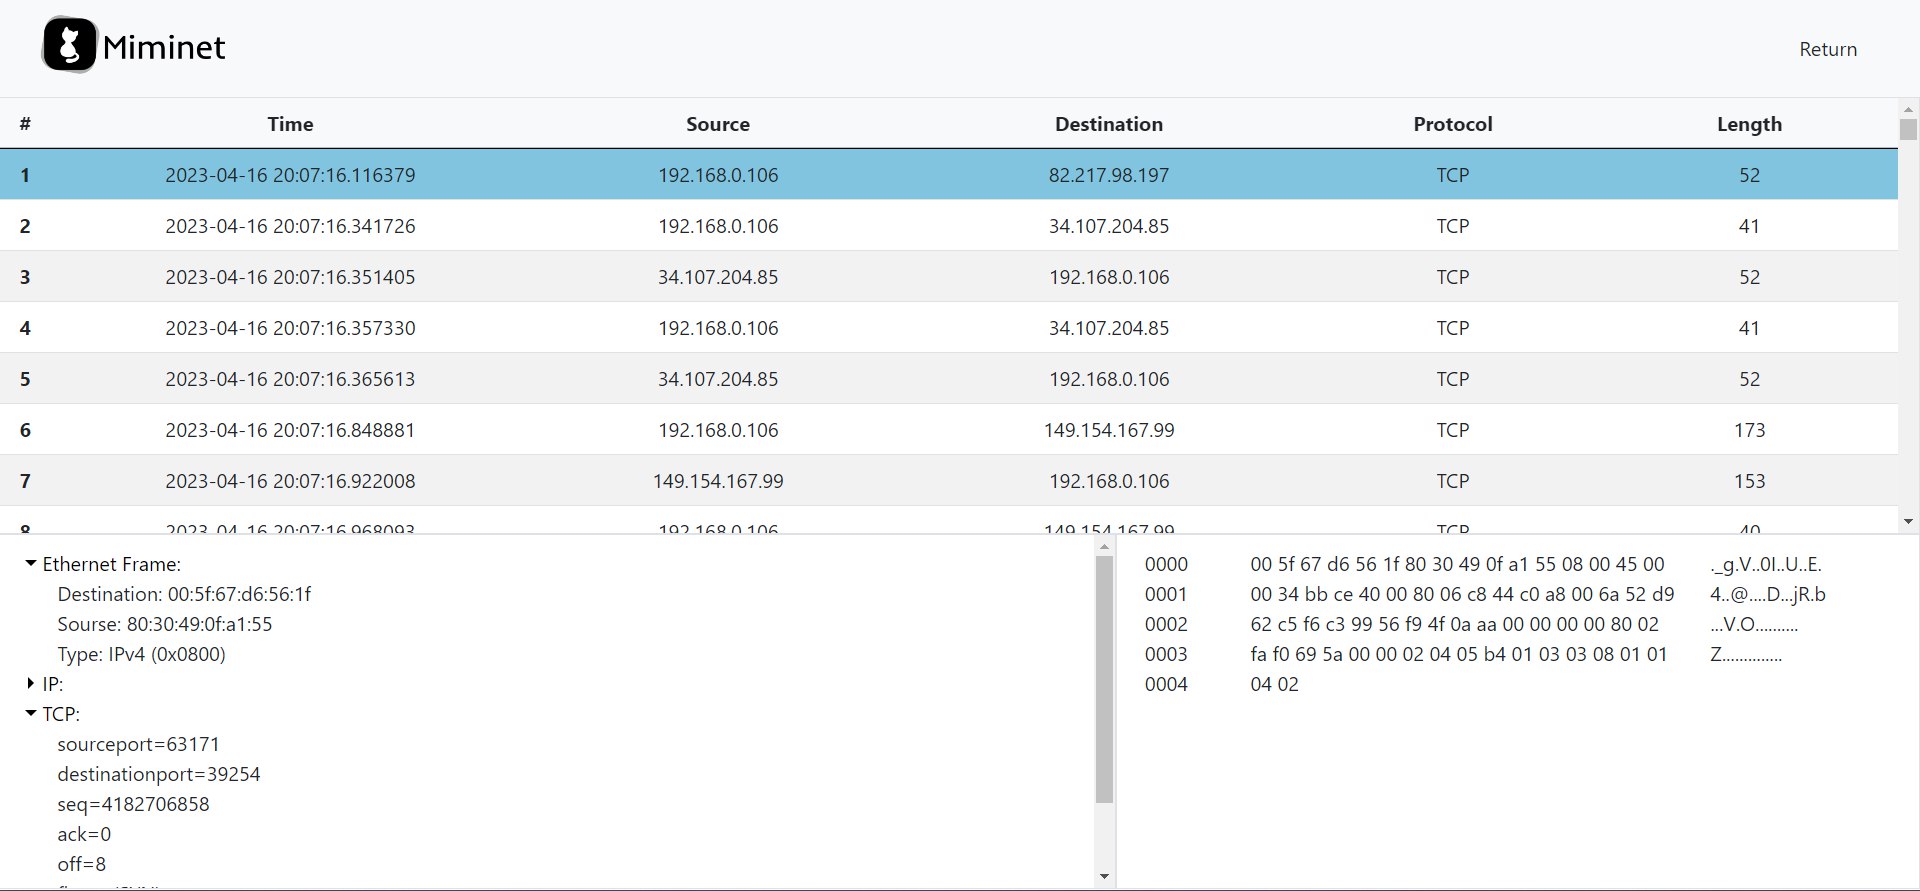 Miminet
Return
# Time Source Destination Protocol Length
1 2023-04-16 20:07:16.116379 192.168.0.106 82.217.98.197 TCP 52
2 2023-04-16 20:07:16.341726 192.168.0.106 34.107.204.85 TCP 41
3 2023-04-16 20:07:16.351405 34.107.204.85 192.168.0.106 TCP 52
4 2023-04-16 20:07:16.357330 192.168.0.106 34.107.204.85 TCP 41
5 2023-04-16 20:07:16.365613 34.107.204.85 192.168.0.106 TCP 52
6 2023-04-16 20:07:16.848881 192.168.0.106 149.154.167.99 TCP 173
7 2023-04-16 20:07:16.922008 149.154.167.99 192.168.0.106 TCP 153
8 2023-04-16 20:07:16.968093 192.168.0.106 149.154.167.99 TCP 40
Ethernet Frame:
Destination: 00:5f:67:d6:56:1f
Sourse: 80:30:49:0f:a1:55
Type: IPv4 (0x0800)
IP:
TCP:
sourceport=63171
destinationport=39254
seq=4182706858
ack=0
off=8
0000 00 5f 67 d6 56 1f 80 30 49 0f a1 55 08 00 45 00 ._g.V..0I..U..E.
0001 00 34 bb ce 40 00 80 06 c8 44 c0 a8 00 6a 52 d9 4..@....D...jR.b
0002 62 c5 f6 c3 99 56 f9 4f 0a aa 00 00 00 00 80 02 ...V.O..........
0003 fa f0 69 5a 00 00 02 04 05 b4 01 03 03 08 01 01 Z..............
0004 04 02